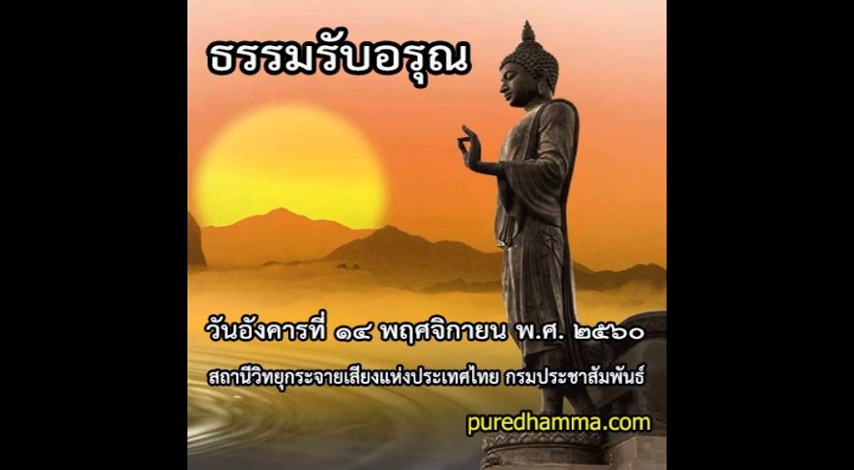 ธรรมรับอรุณ
วันอังคารที่ ๑๔ พฤศจิกายน พ.ศ. ๒๕๖๐
สถานีวิทยุกระจายเสียงแห่งประเทศไทย กรมประชาสัมพันธ์
puredhamma.com